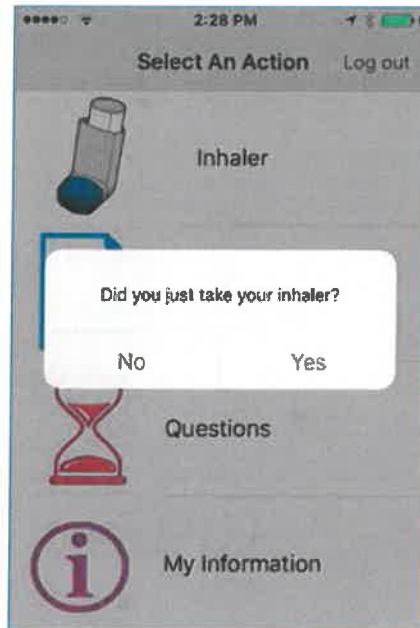 2:28 PM
Select An Action Log out
Inhaler
Did you just take your inhaler?
No Yes
Questions
My Information